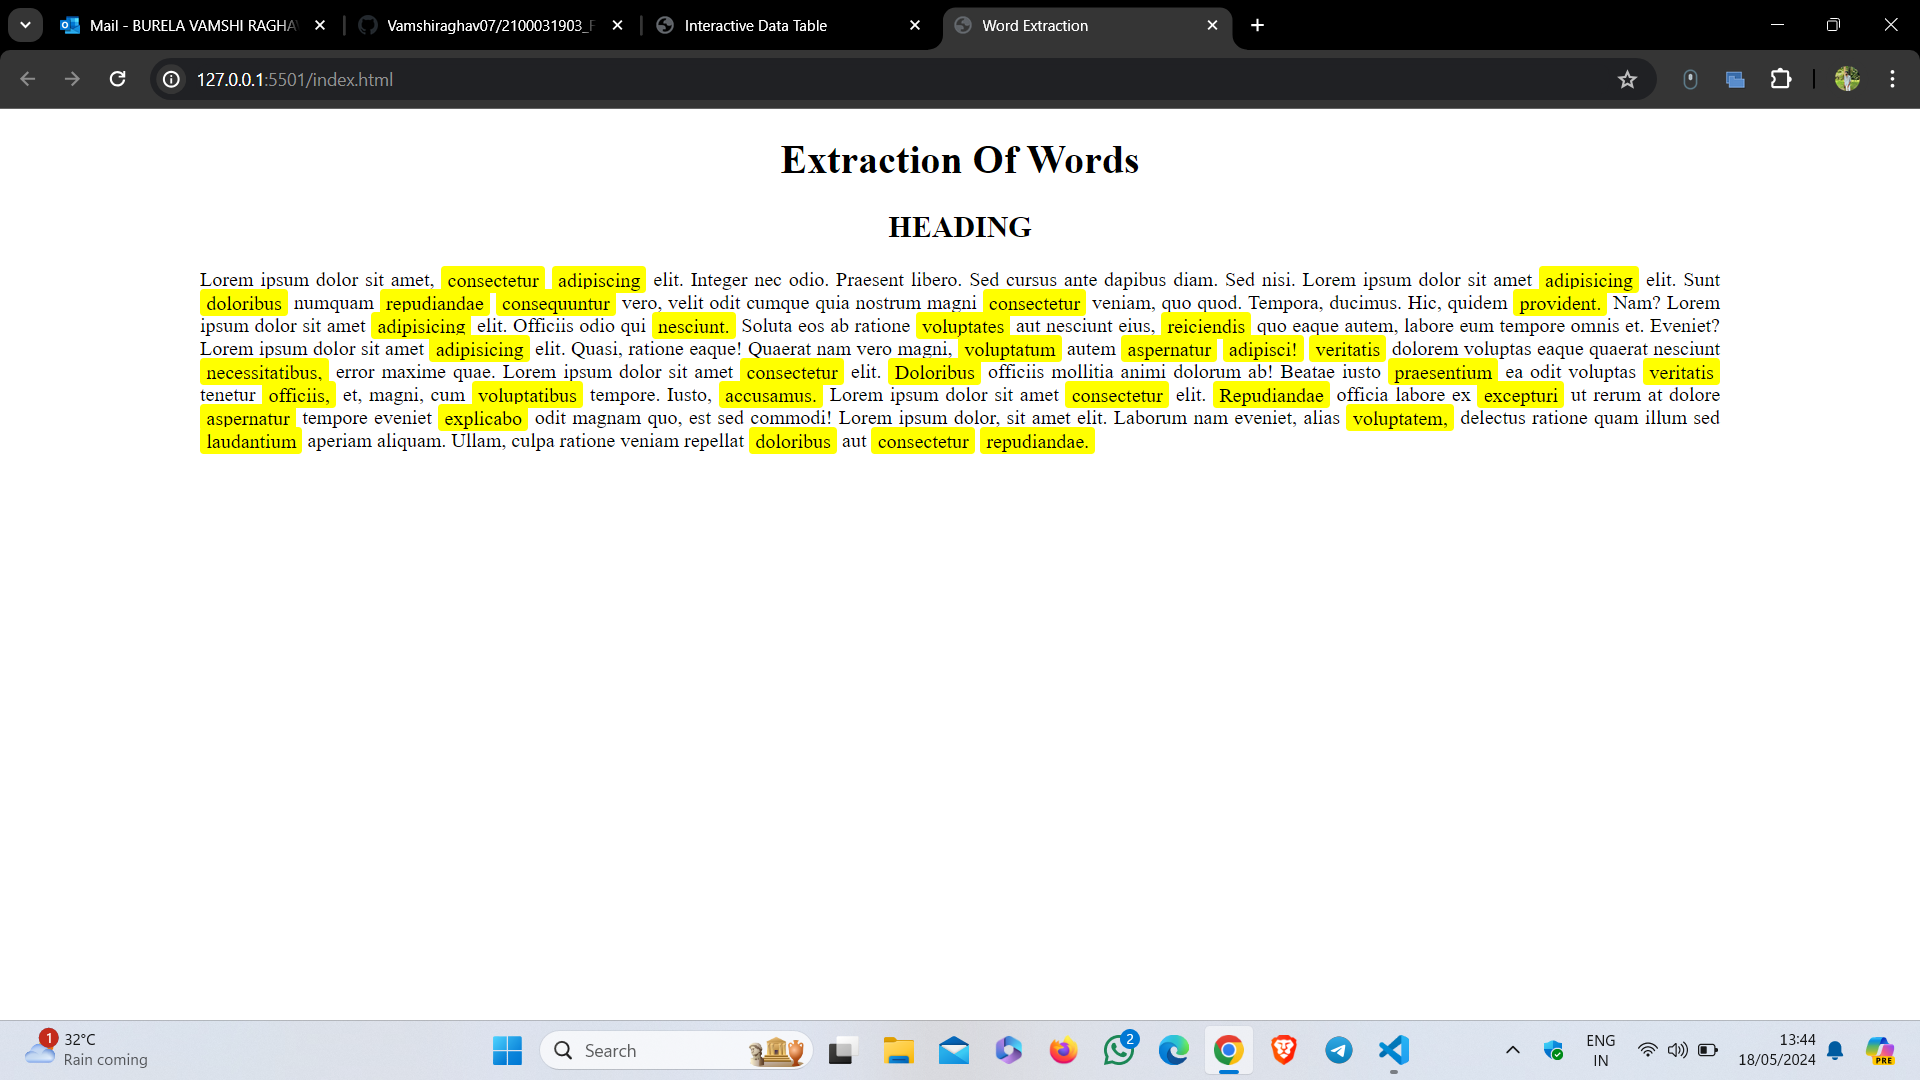 Mail - BURELA VAMSHI RAGHA
Vamshiraghav07/2100031903_F
Interactive Data Table
Word Extraction
127.0.0.1:5501/index.html
Extraction Of Words
HEADING
Lorem ipsum dolor sit amet, consectetur adipiscing elit. Integer nec odio. Praesent libero. Sed cursus ante dapibus diam. Sed nisi. Lorem ipsum dolor sit amet adipisicing elit. Sunt
doloribus numquam repudiandae consequuntur vero, velit odit cumque quia nostrum magni consectetur veniam, quo quod. Tempora, ducimus. Hic, quidem provident. Nam? Lorem
ipsum dolor sit amet adipisicing elit. Officiis odio qui nesciunt. Soluta eos ab ratione voluptates aut nesciunt eius, reiciendis quo eaque autem, labore eum tempore omnis et. Eveniet?
Lorem ipsum dolor sit amet adipisicing elit. Quasi, ratione eaque! Quaerat nam vero magni, voluptatum autem aspernatur adipisci! veritatis dolorem voluptas eaque quaerat nesciunt
necessitatibus, error maxime quae. Lorem ipsum dolor sit amet consectetur elit. Doloribus officiis mollitia animi dolorum ab! Beatae iusto praesentium ea odit voluptas veritatis
tenetur officiis, et, magni, cum voluptatibus tempore. Iusto, accusamus. Lorem ipsum dolor sit amet consectetur elit. Repudiandae officia labore ex excepturi ut rerum at dolore
aspernatur tempore eveniet explicabo odit magnam quo, est sed commodi! Lorem ipsum dolor, sit amet elit. Laborum nam eveniet, alias voluptatem, delectus ratione quam illum sed
laudantium aperiam aliquam. Ullam, culpa ratione veniam repellat doloribus aut consectetur repudiandae.
1
32°C
Rain coming
Search
2
ENG
IN
13:44
18/05/2024
PRE